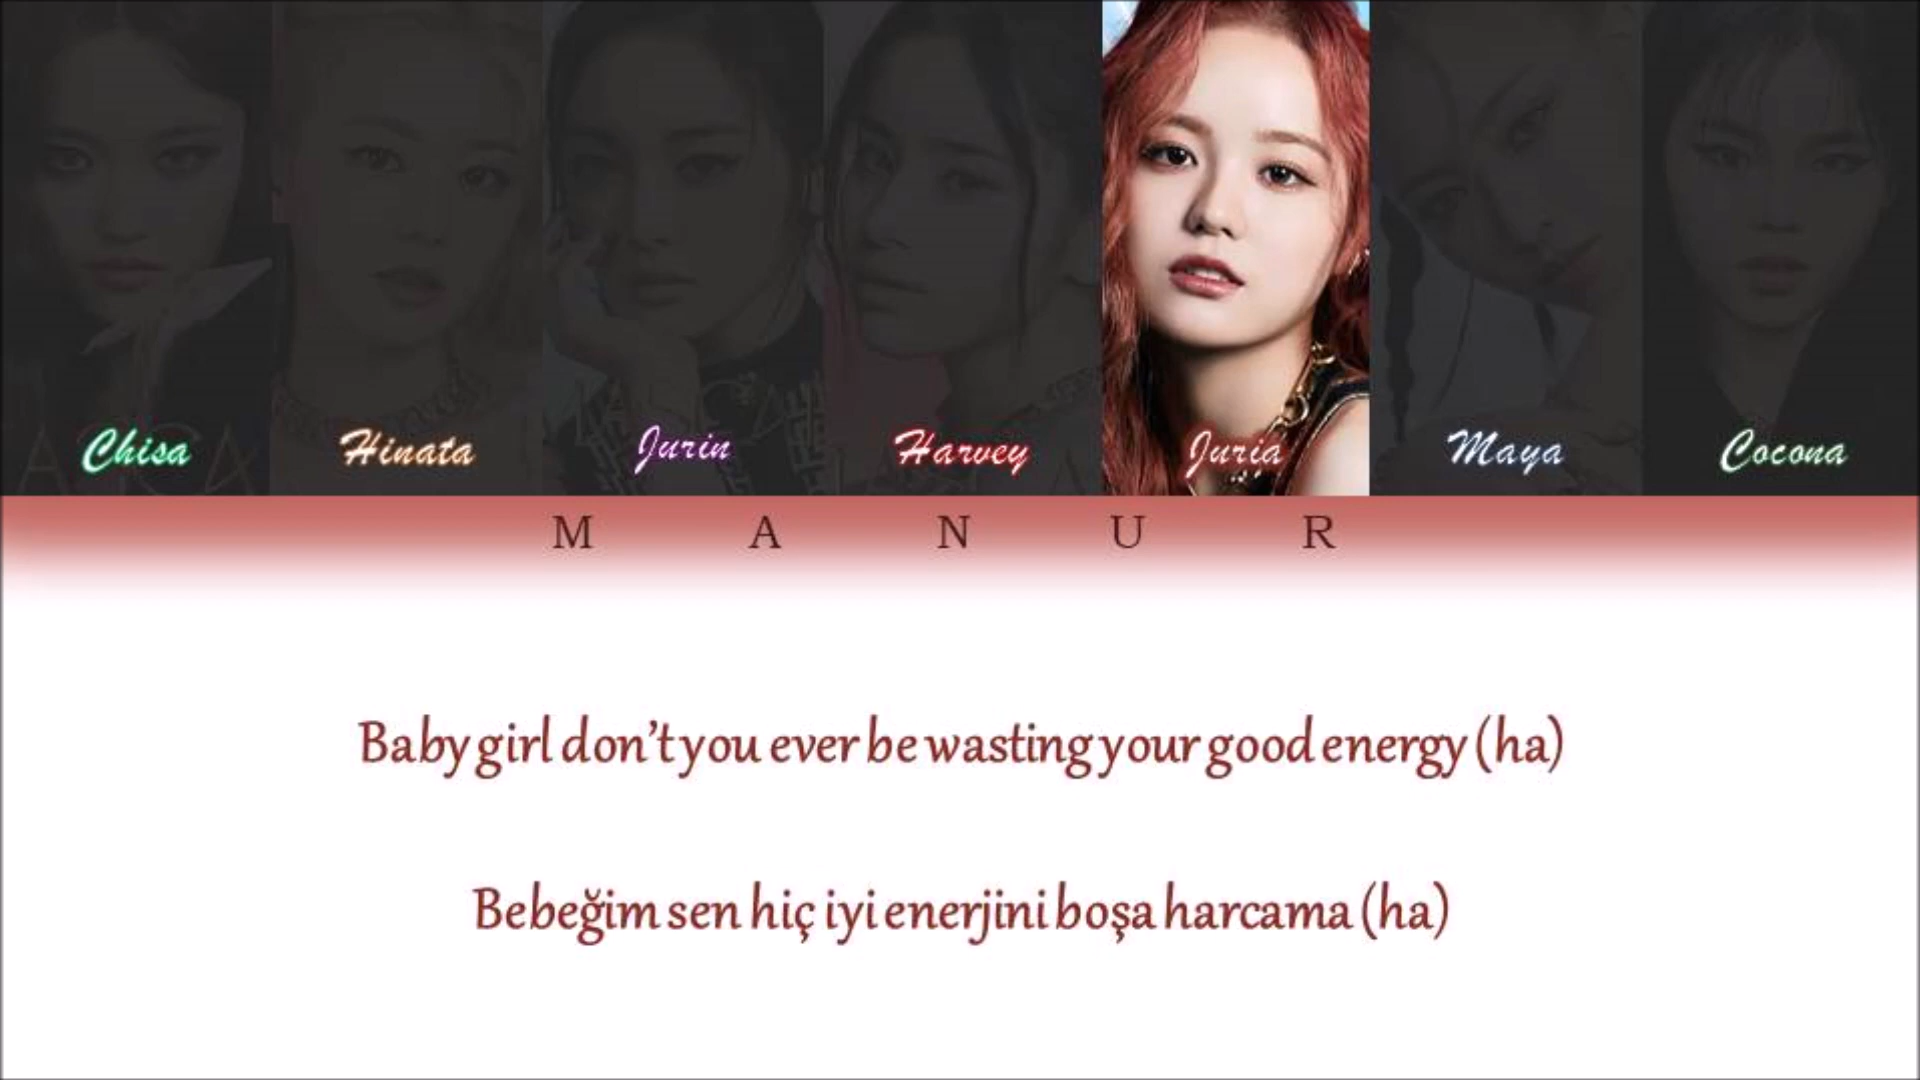 Chisa Hinata Jurin Harvey Juria Maya Cocona
M A N U R
Baby girl don't you ever be wasting your good energy (ha)
Bebeğim sen hiç iyi enerjini boşa harcama (ha)